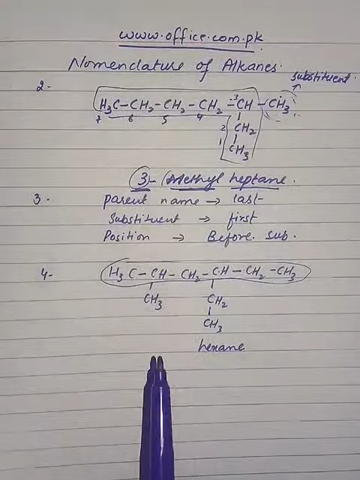 www.office.com.pk
Nomenclature of Alkanes.
substituent.
2-
H₃C-CH₂-CH₂-CH₂-³CH-CH₃
7 6 5 4
2 CH₂
1 CH₃
3-Methyl heptane.
3- parent name → last
substituent → first
Position → Before sub.
4- H₃C-CH-CH₂-CH-CH₂-CH₃
CH₃ CH₂
CH₃
hexane